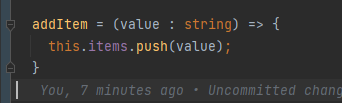 addItem = (value : string) => {
this.items.push(value);
}
You, 7 minutes ago • Uncommitted chang